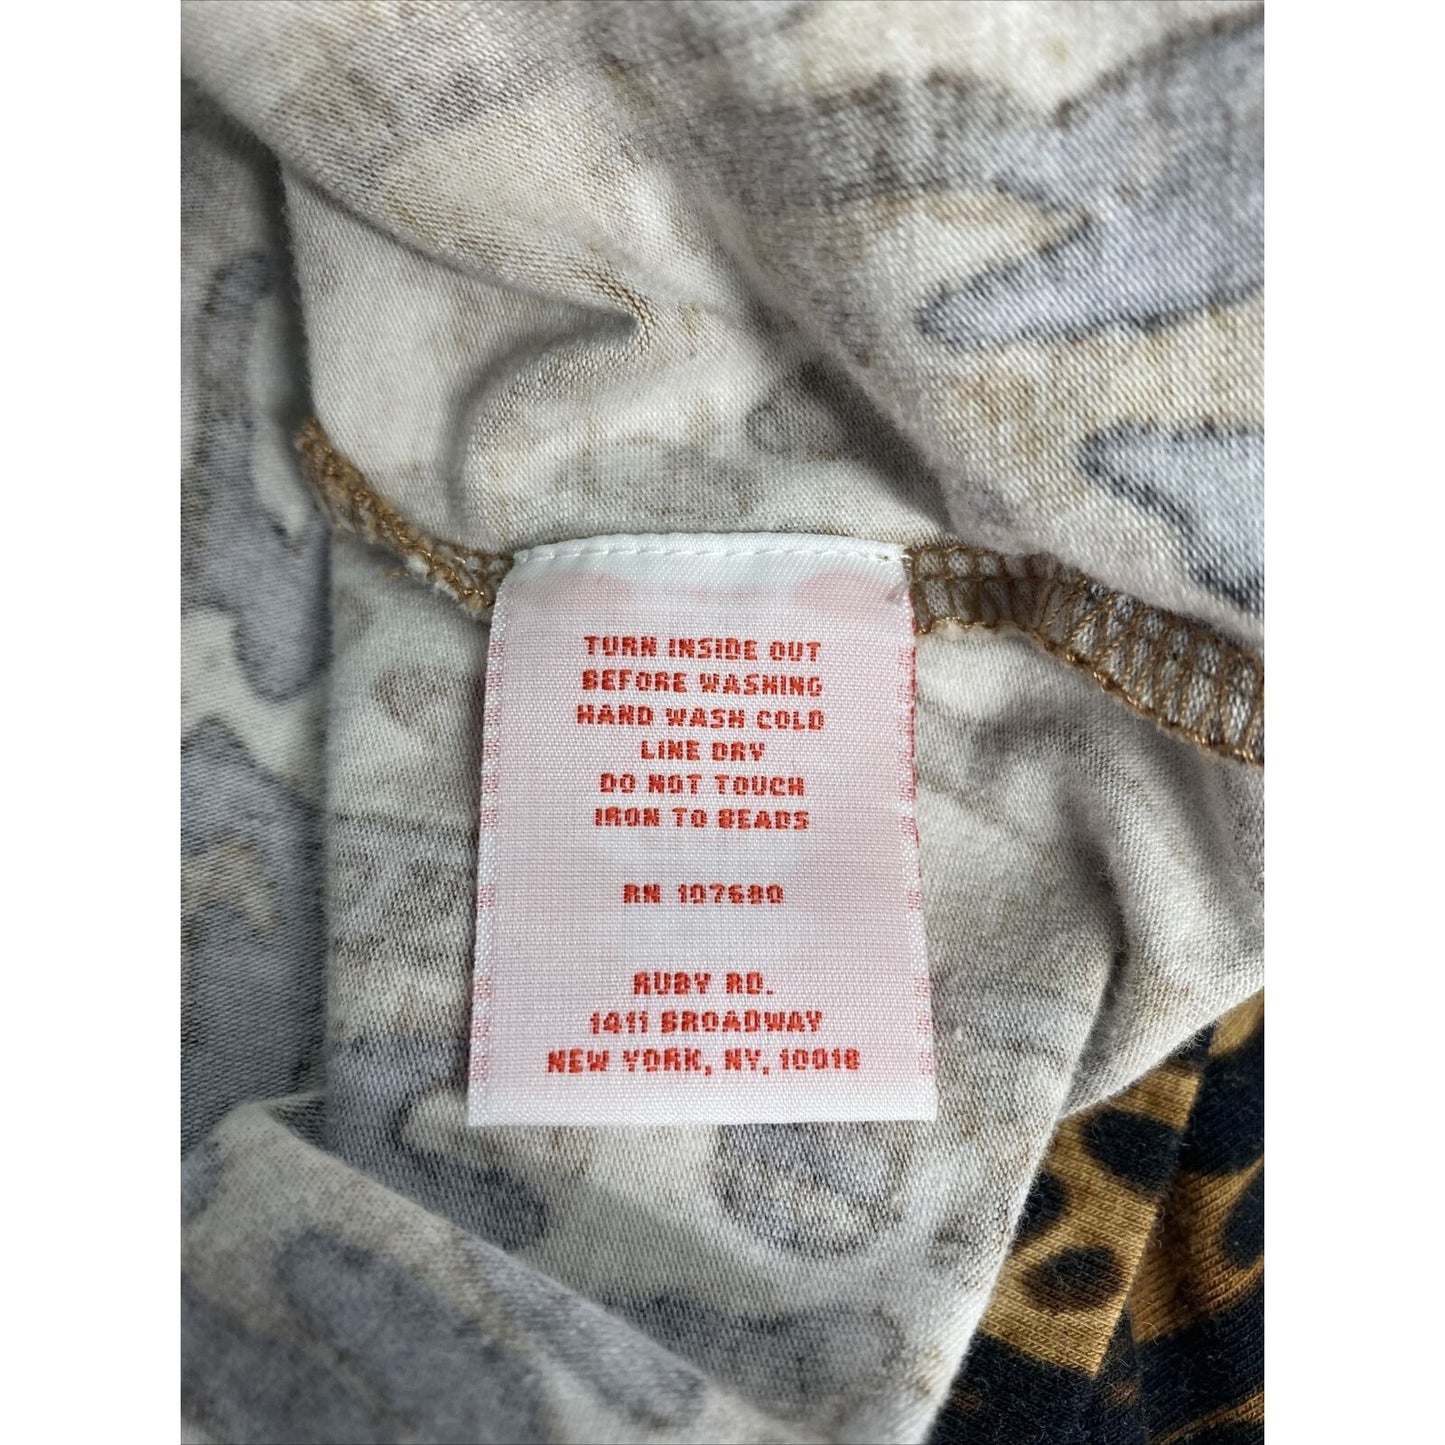 TURN INSIDE OUT
BEFORE WASHING
HAND WASH COLD
LINE DRY
DO NOT TOUCH
IRON TO BEADS
RN 107680
RUBY RD.
1411 BROADWAY
NEW YORK, NY, 10018